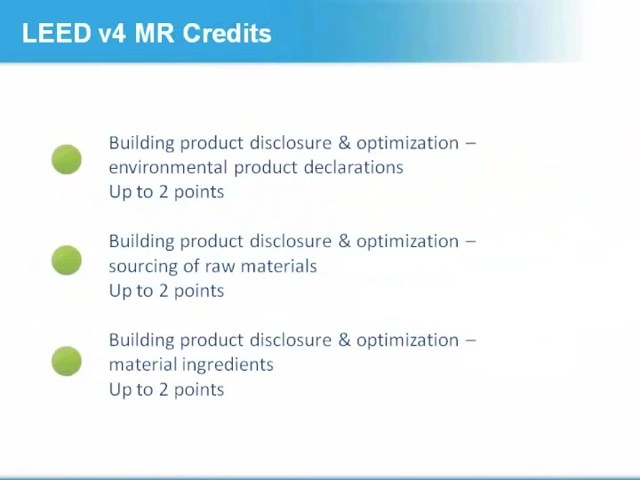 LEED v4 MR Credits
Building product disclosure & optimization –
environmental product declarations
Up to 2 points
Building product disclosure & optimization –
sourcing of raw materials
Up to 2 points
Building product disclosure & optimization –
material ingredients
Up to 2 points